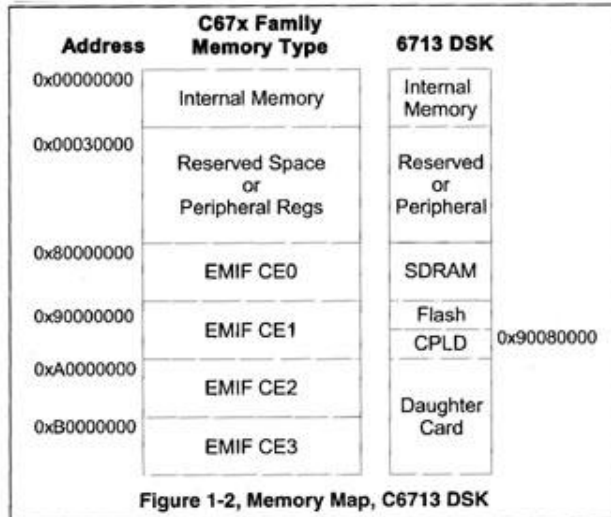 Address
C67x Family
Memory Type
6713 DSK
0x00000000
Internal Memory
Internal
Memory
0x00030000
Reserved Space
or
Peripheral Regs
Reserved
or
Peripheral
0x80000000
EMIF CE0
SDRAM
0x90000000
EMIF CE1
Flash
CPLD
0x90080000
0xA0000000
EMIF CE2
Daughter
Card
0xB0000000
EMIF CE3
Figure 1-2, Memory Map, C6713 DSK